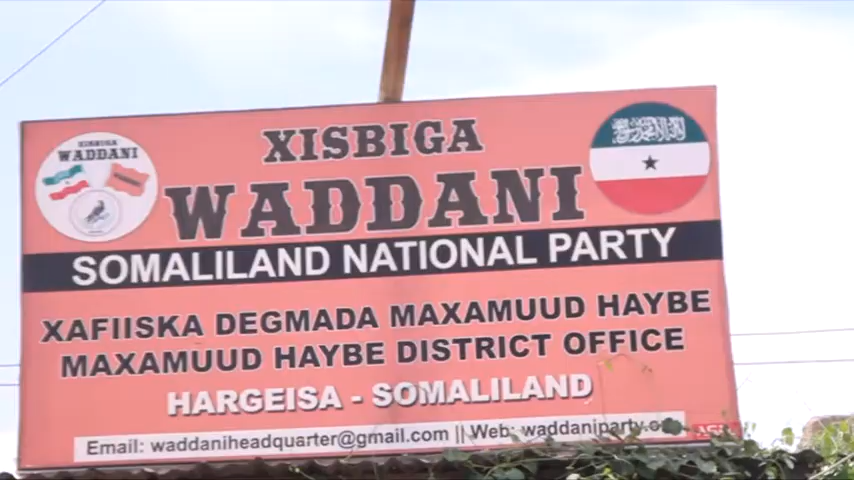 XISBIGA
WADDANI
XISBIGA
WADDANI
SOMALILAND NATIONAL PARTY
XAFIISKA DEGMADA MAXAMUUD HAYBE
MAXAMUUD HAYBE DISTRICT OFFICE
HARGEISA - SOMALILAND
Email: waddaniheadquarter@gmail.com || Web: waddaniparty.org